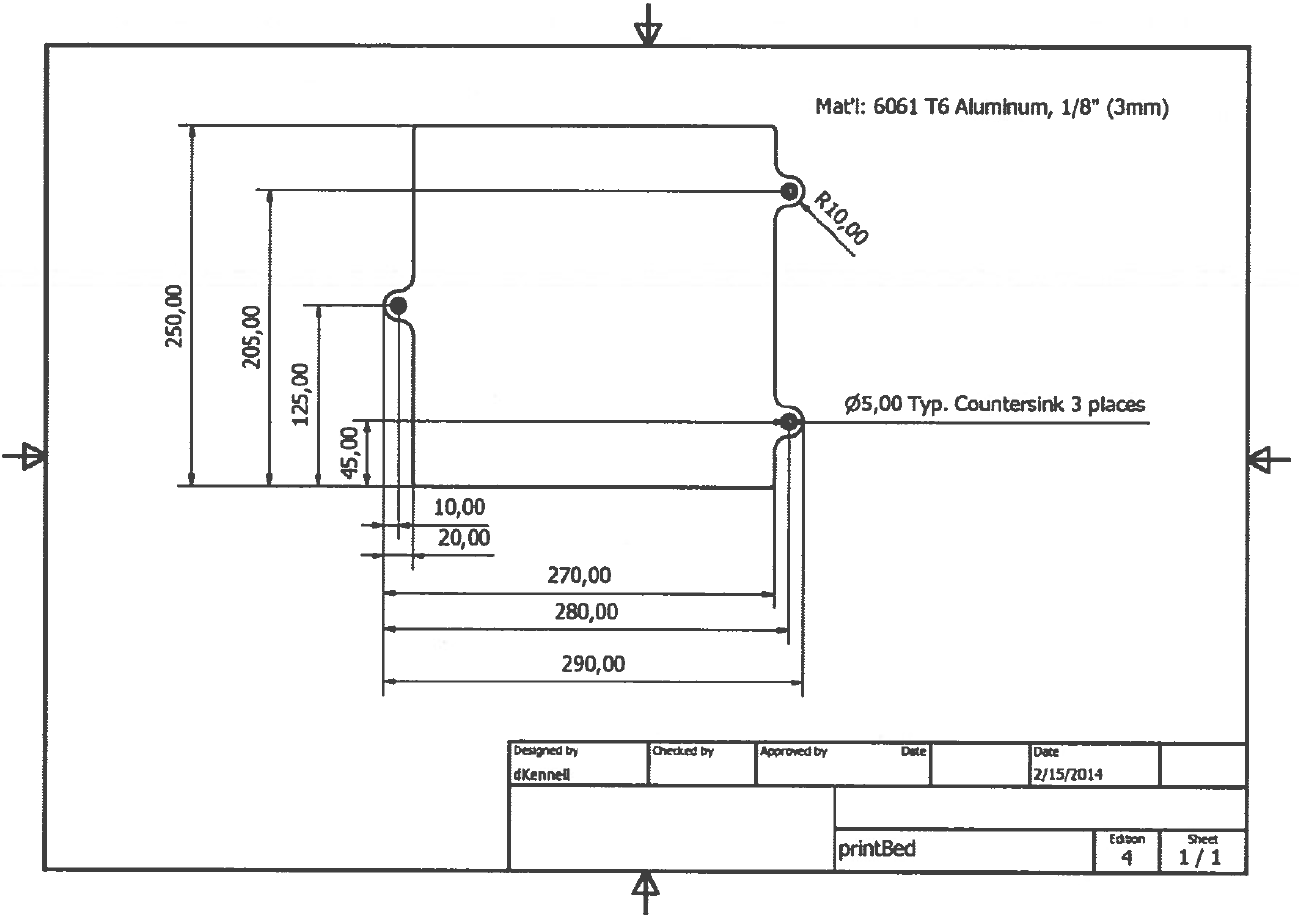 Mat'l: 6061 T6 Aluminum, 1/8" (3mm)
R10,00
250,00
205,00
125,00
45,00
Ø5,00 Typ. Countersink 3 places
10,00
20,00
270,00
280,00
290,00
Designed by
dKennell
Checked by
Approved by
Date
Date
2/15/2014
printBed
Edition
4
Sheet
1 / 1